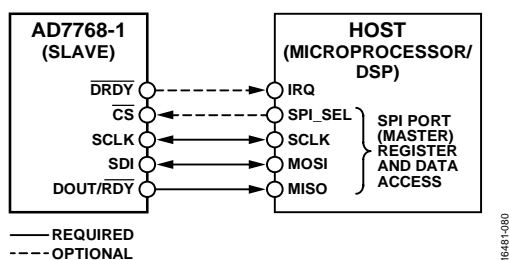 AD7768-1
(SLAVE)
HOST
(MICROPROCESSOR/
DSP)
DRDY
IRQ
CS
SPI_SEL
SCLK
SCLK
SDI
MOSI
DOUT/RDY
MISO
SPI PORT
(MASTER)
REGISTER
AND DATA
ACCESS
REQUIRED
OPTIONAL
16481-080